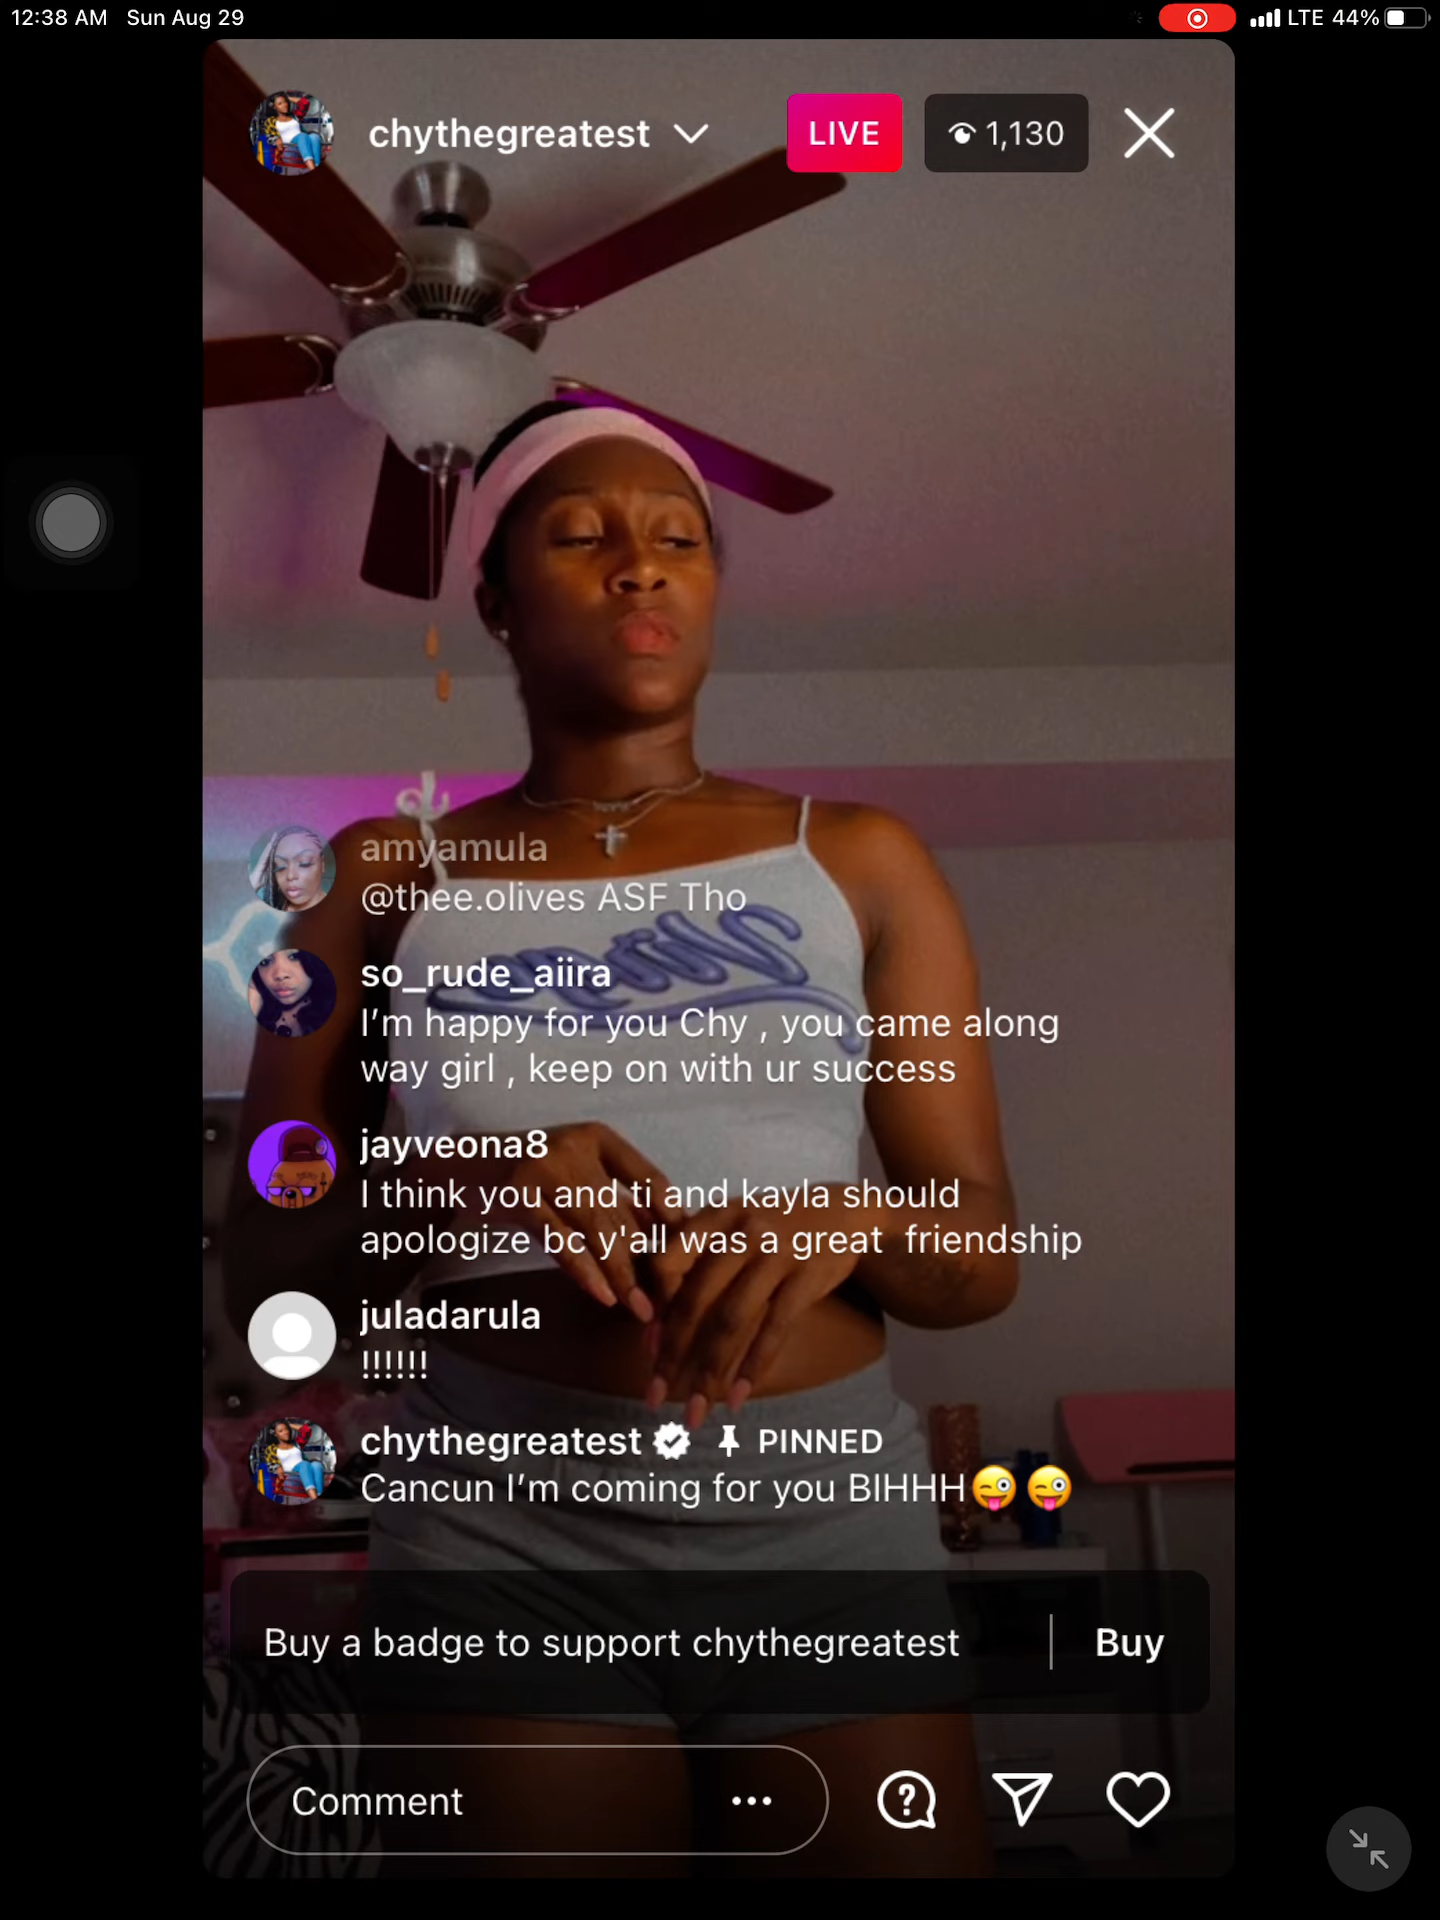 12:38 AM Sun Aug 29
LTE 44%
chythegreatest
LIVE
1,130
amyamula
@thee.olives ASF Tho
so_rude_aiira
I’m happy for you Chy , you came along
way girl , keep on with ur success
jayveona8
I think you and ti and kayla should
apologize bc y'all was a great  friendship
juladarula
!!!!!!
chythegreatest PINNED
Cancun I’m coming for you BIHHH😜😜
Buy a badge to support chythegreatest | Buy
Comment